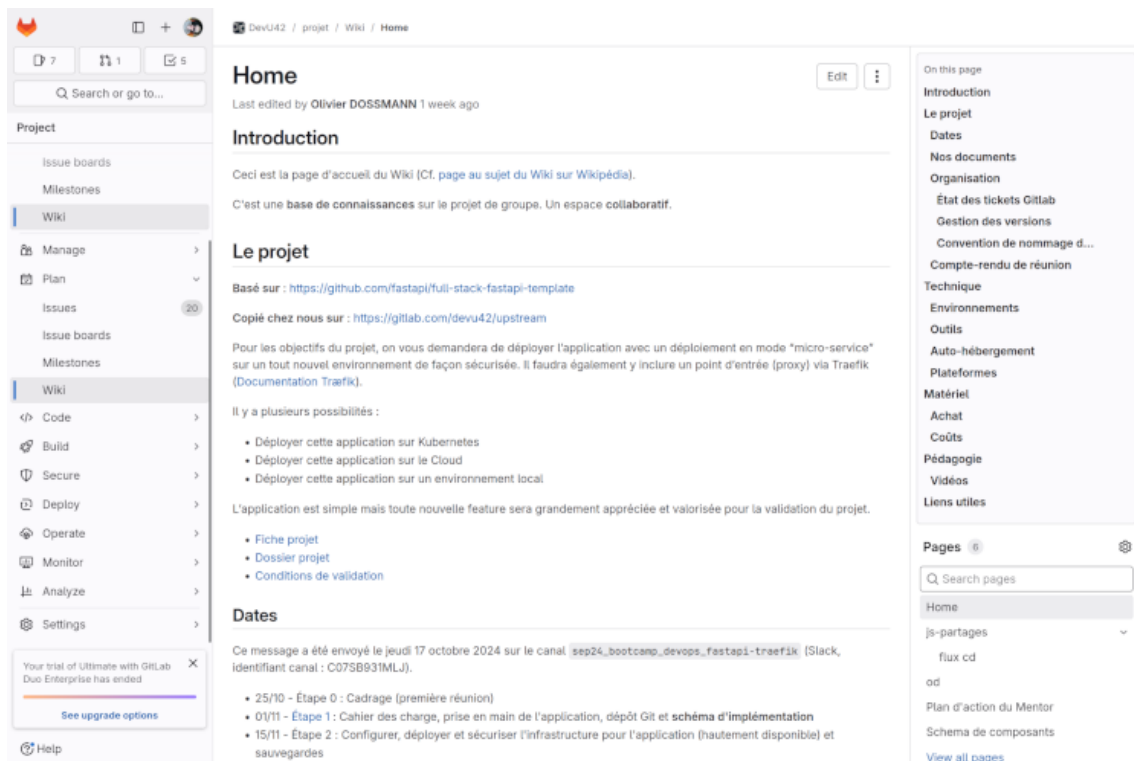 DevU42 / projet / Wiki / Home
7
1
5
Search or go to...
Project
Issue boards
Milestones
Wiki
Manage
Plan
Issues
20
Issue boards
Milestones
Wiki
Code
Build
Secure
Deploy
Operate
Monitor
Analyze
Settings
Your trial of Ultimate with GitLab
Duo Enterprise has ended
See upgrade options
Help
Home
Edit
Last edited by Olivier DOSSMANN 1 week ago
Introduction
Ceci est la page d'accueil du Wiki (Cf. page au sujet du Wiki sur Wikipédia).
C'est une base de connaissances sur le projet de groupe. Un espace collaboratif.
Le projet
Basé sur : https://github.com/fastapi/full-stack-fastapi-template
Copié chez nous sur : https://gitlab.com/devu42/upstream
Pour les objectifs du projet, on vous demandera de déployer l'application avec un déploiement en mode "micro-service"
sur un tout nouvel environnement de façon sécurisée. Il faudra également y inclure un point d'entrée (proxy) via Traefik
(Documentation Træfik).
Il y a plusieurs possibilités :
• Déployer cette application sur Kubernetes
• Déployer cette application sur le Cloud
• Déployer cette application sur un environnement local
L'application est simple mais toute nouvelle feature sera grandement appréciée et valorisée pour la validation du projet.
• Fiche projet
• Dossier projet
• Conditions de validation
Dates
Ce message a été envoyé le jeudi 17 octobre 2024 sur le canal sep24_bootcamp_devops_fastapi-traefik (Slack,
identifiant canal : C07SB931MLJ).
• 25/10 - Étape 0 : Cadrage (première réunion)
• 01/11 - Étape 1 : Cahier des charge, prise en main de l'application, dépôt Git et schéma d'implémentation
• 15/11 - Étape 2 : Configurer, déployer et sécuriser l'infrastructure pour l'application (hautement disponible) et
sauvegardes
On this page
Introduction
Le projet
Dates
Nos documents
Organisation
État des tickets Gitlab
Gestion des versions
Convention de nommage d...
Compte-rendu de réunion
Technique
Environnements
Outils
Auto-hébergement
Plateformes
Matériel
Achat
Coûts
Pédagogie
Vidéos
Liens utiles
Pages 6
Search pages
Home
js-partages
flux cd
od
Plan d'action du Mentor
Schema de composants
View all pages